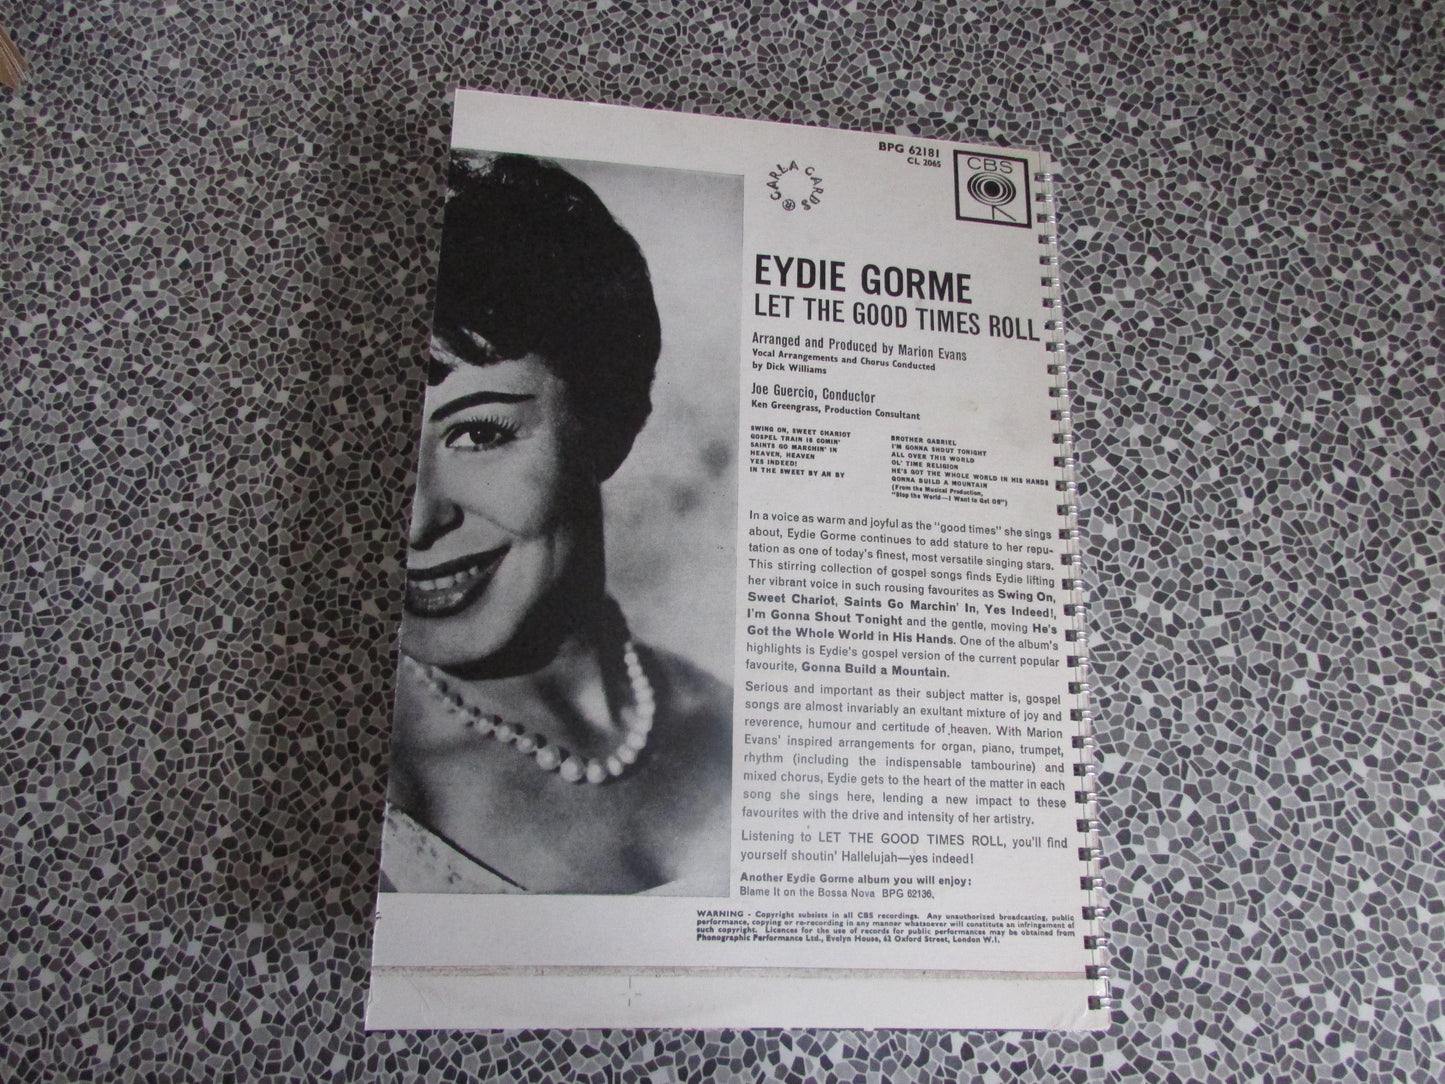 BPG 62181
CL 2065
CBS
CARLA CARDS ®
EYDIE GORME
LET THE GOOD TIMES ROLL
Arranged and Produced by Marion Evans
Vocal Arrangements and Chorus Conducted
by Dick Williams
Joe Guercio, Conductor
Ken Greengrass, Production Consultant
SWING ON, SWEET CHARIOT
GOSPEL TRAIN IS COMIN'
SAINTS GO MARCHIN' IN
HEAVEN, HEAVEN
YES INDEED!
IN THE SWEET BY AN BY
BROTHER GABRIEL
I'M GONNA SHOUT TONIGHT
ALL OVER THIS WORLD
OL' TIME RELIGION
HE'S GOT THE WHOLE WORLD IN HIS HANDS
GONNA BUILD A MOUNTAIN
(From the Musical Production,
"Stop the World—I Want to Get Off")
In a voice as warm and joyful as the "good times" she sings
about, Eydie Gorme continues to add stature to her repu-
tation as one of today's finest, most versatile singing stars.
This stirring collection of gospel songs finds Eydie lifting
her vibrant voice in such rousing favourites as Swing On,
Sweet Chariot, Saints Go Marchin' In, Yes Indeed!,
I'm Gonna Shout Tonight and the gentle, moving He's
Got the Whole World in His Hands. One of the album's
highlights is Eydie's gospel version of the current popular
favourite, Gonna Build a Mountain.
Serious and important as their subject matter is, gospel
songs are almost invariably an exultant mixture of joy and
reverence, humour and certitude of heaven. With Marion
Evans' inspired arrangements for organ, piano, trumpet,
rhythm (including the indispensable tambourine) and
mixed chorus, Eydie gets to the heart of the matter in each
song she sings here, lending a new impact to these
favourites with the drive and intensity of her artistry.
Listening to LET THE GOOD TIMES ROLL, you'll find
yourself shoutin' Hallelujah—yes indeed!
Another Eydie Gorme album you will enjoy:
Blame It on the Bossa Nova BPG 62136.
WARNING - Copyright subsists in all CBS recordings. Any unauthorized broadcasting, public
performance, copying or re-recording in any manner whatsoever will constitute an infringement of
such copyright. Licences for the use of records for public performances may be obtained from
Phonographic Performance Ltd., Evelyn House, 62 Oxford Street, London W.1.